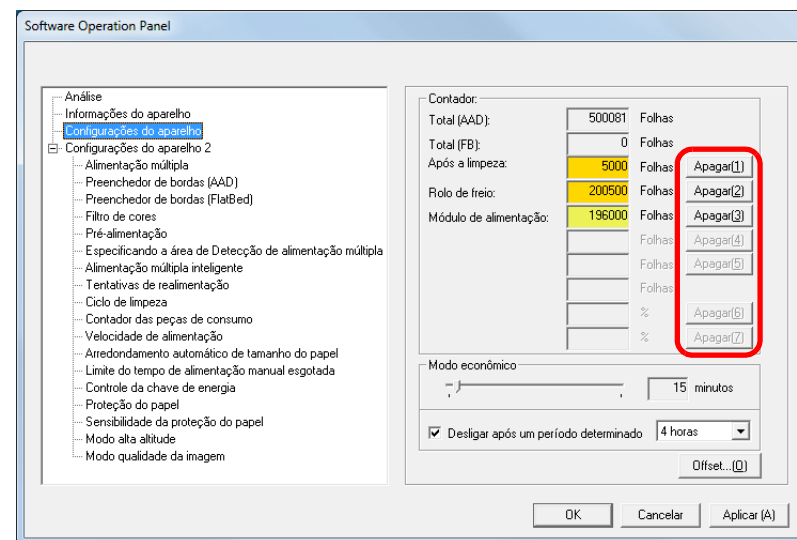 Software Operation Panel
Análise
Informações do aparelho
Configurações do aparelho
Configurações do aparelho 2
Alimentação múltipla
Preenchedor de bordas (AAD)
Preenchedor de bordas (FlatBed)
Filtro de cores
Pré-alimentação
Especificando a área de Detecção de alimentação múltipla
Alimentação múltipla inteligente
Tentativas de realimentação
Ciclo de limpeza
Contador das peças de consumo
Velocidade de alimentação
Arredondamento automático de tamanho do papel
Limite do tempo de alimentação manual esgotada
Controle da chave de energia
Proteção do papel
Sensibilidade da proteção do papel
Modo alta altitude
Modo qualidade da imagem
Contador:
Total (AAD): 500081 Folhas
Total (FB): 0 Folhas
Após a limpeza: 5000 Folhas Apagar(1)
Rolo de freio: 200500 Folhas Apagar(2)
Módulo de alimentação: 196000 Folhas Apagar(3)
Folhas Apagar(4)
Folhas Apagar(5)
Folhas
% Apagar(6)
% Apagar(7)
Modo econômico
15 minutos
Desligar após um período determinado 4 horas
Offset...(O)
OK Cancelar Aplicar (A)